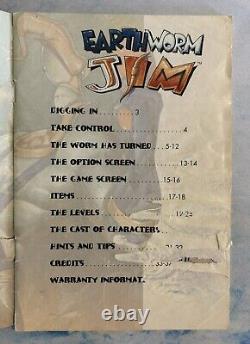 EARTHWORM
JIM™
DIGGING IN.........3
TAKE CONTROL.............4
THE WORM HAS TURNED...5-12
THE OPTION SCREEN.......13-14
THE GAME SCREEN.......15-16
ITEMS..................17-18
THE LEVELS............
THE CAST OF CHARACTERS..
HINTS AND TIPS
CREDITS
WARRANTY INFORMAT.